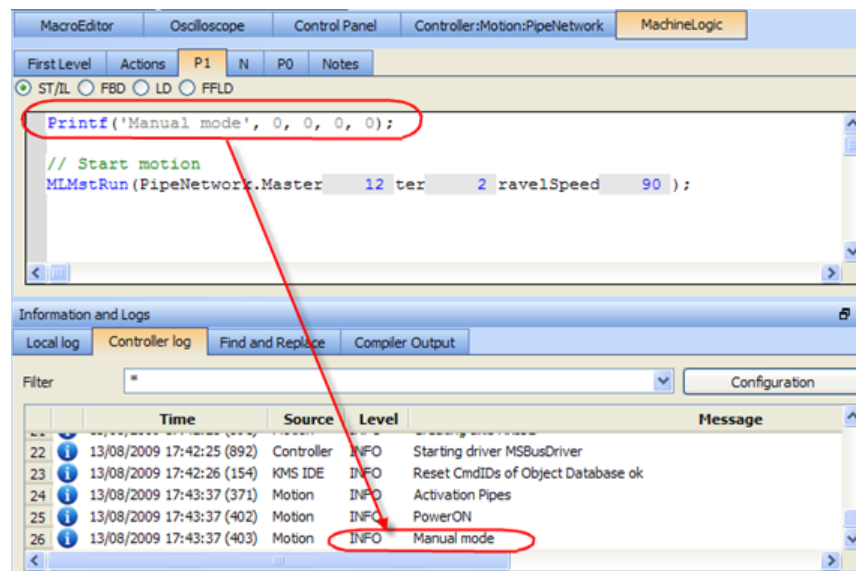 MacroEditor Oscilloscope Control Panel Controller:Motion:PipeNetwork MachineLogic
First Level Actions P1 N P0 Notes
ST/IL FBD LD FFLD
Printf('Manual mode', 0, 0, 0, 0);
// Start motion
MLMstRun(PipeNetwork.Master 12 ter 2 ravelSpeed 90 );
Information and Logs
Local log Controller log Find and Replace Compiler Output
Filter * Configuration
Time Source Level Message
22 13/08/2009 17:42:25 (892) Controller INFO Starting driver MSBusDriver
23 13/08/2009 17:42:26 (154) KMS IDE INFO Reset CmdIDs of Object Database ok
24 13/08/2009 17:43:37 (371) Motion INFO Activation Pipes
25 13/08/2009 17:43:37 (402) Motion INFO PowerON
26 13/08/2009 17:43:37 (403) Motion INFO Manual mode